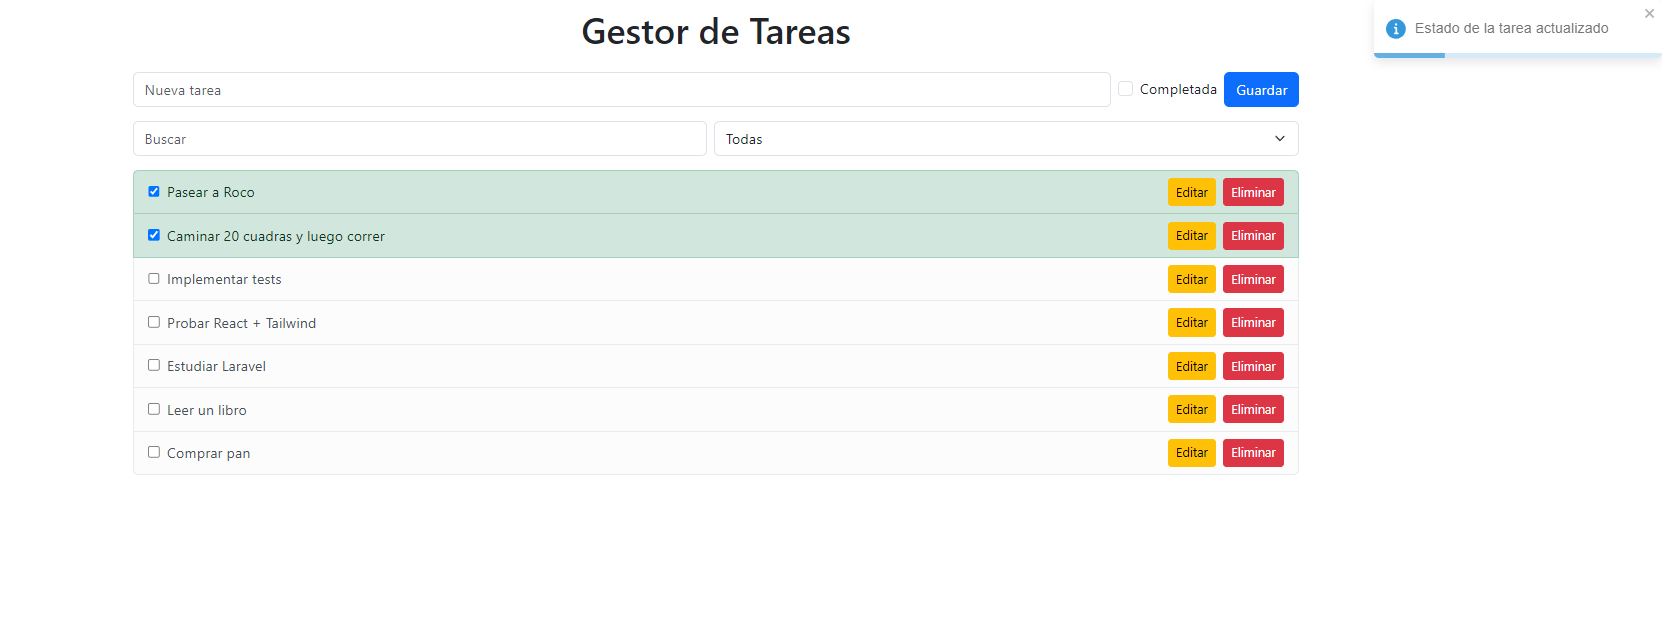 Gestor de Tareas
Estado de la tarea actualizado
Nueva tarea
Completada
Guardar
Buscar
Todas
Pasear a Roco
Editar
Eliminar
Caminar 20 cuadras y luego correr
Editar
Eliminar
Implementar tests
Editar
Eliminar
Probar React + Tailwind
Editar
Eliminar
Estudiar Laravel
Editar
Eliminar
Leer un libro
Editar
Eliminar
Comprar pan
Editar
Eliminar